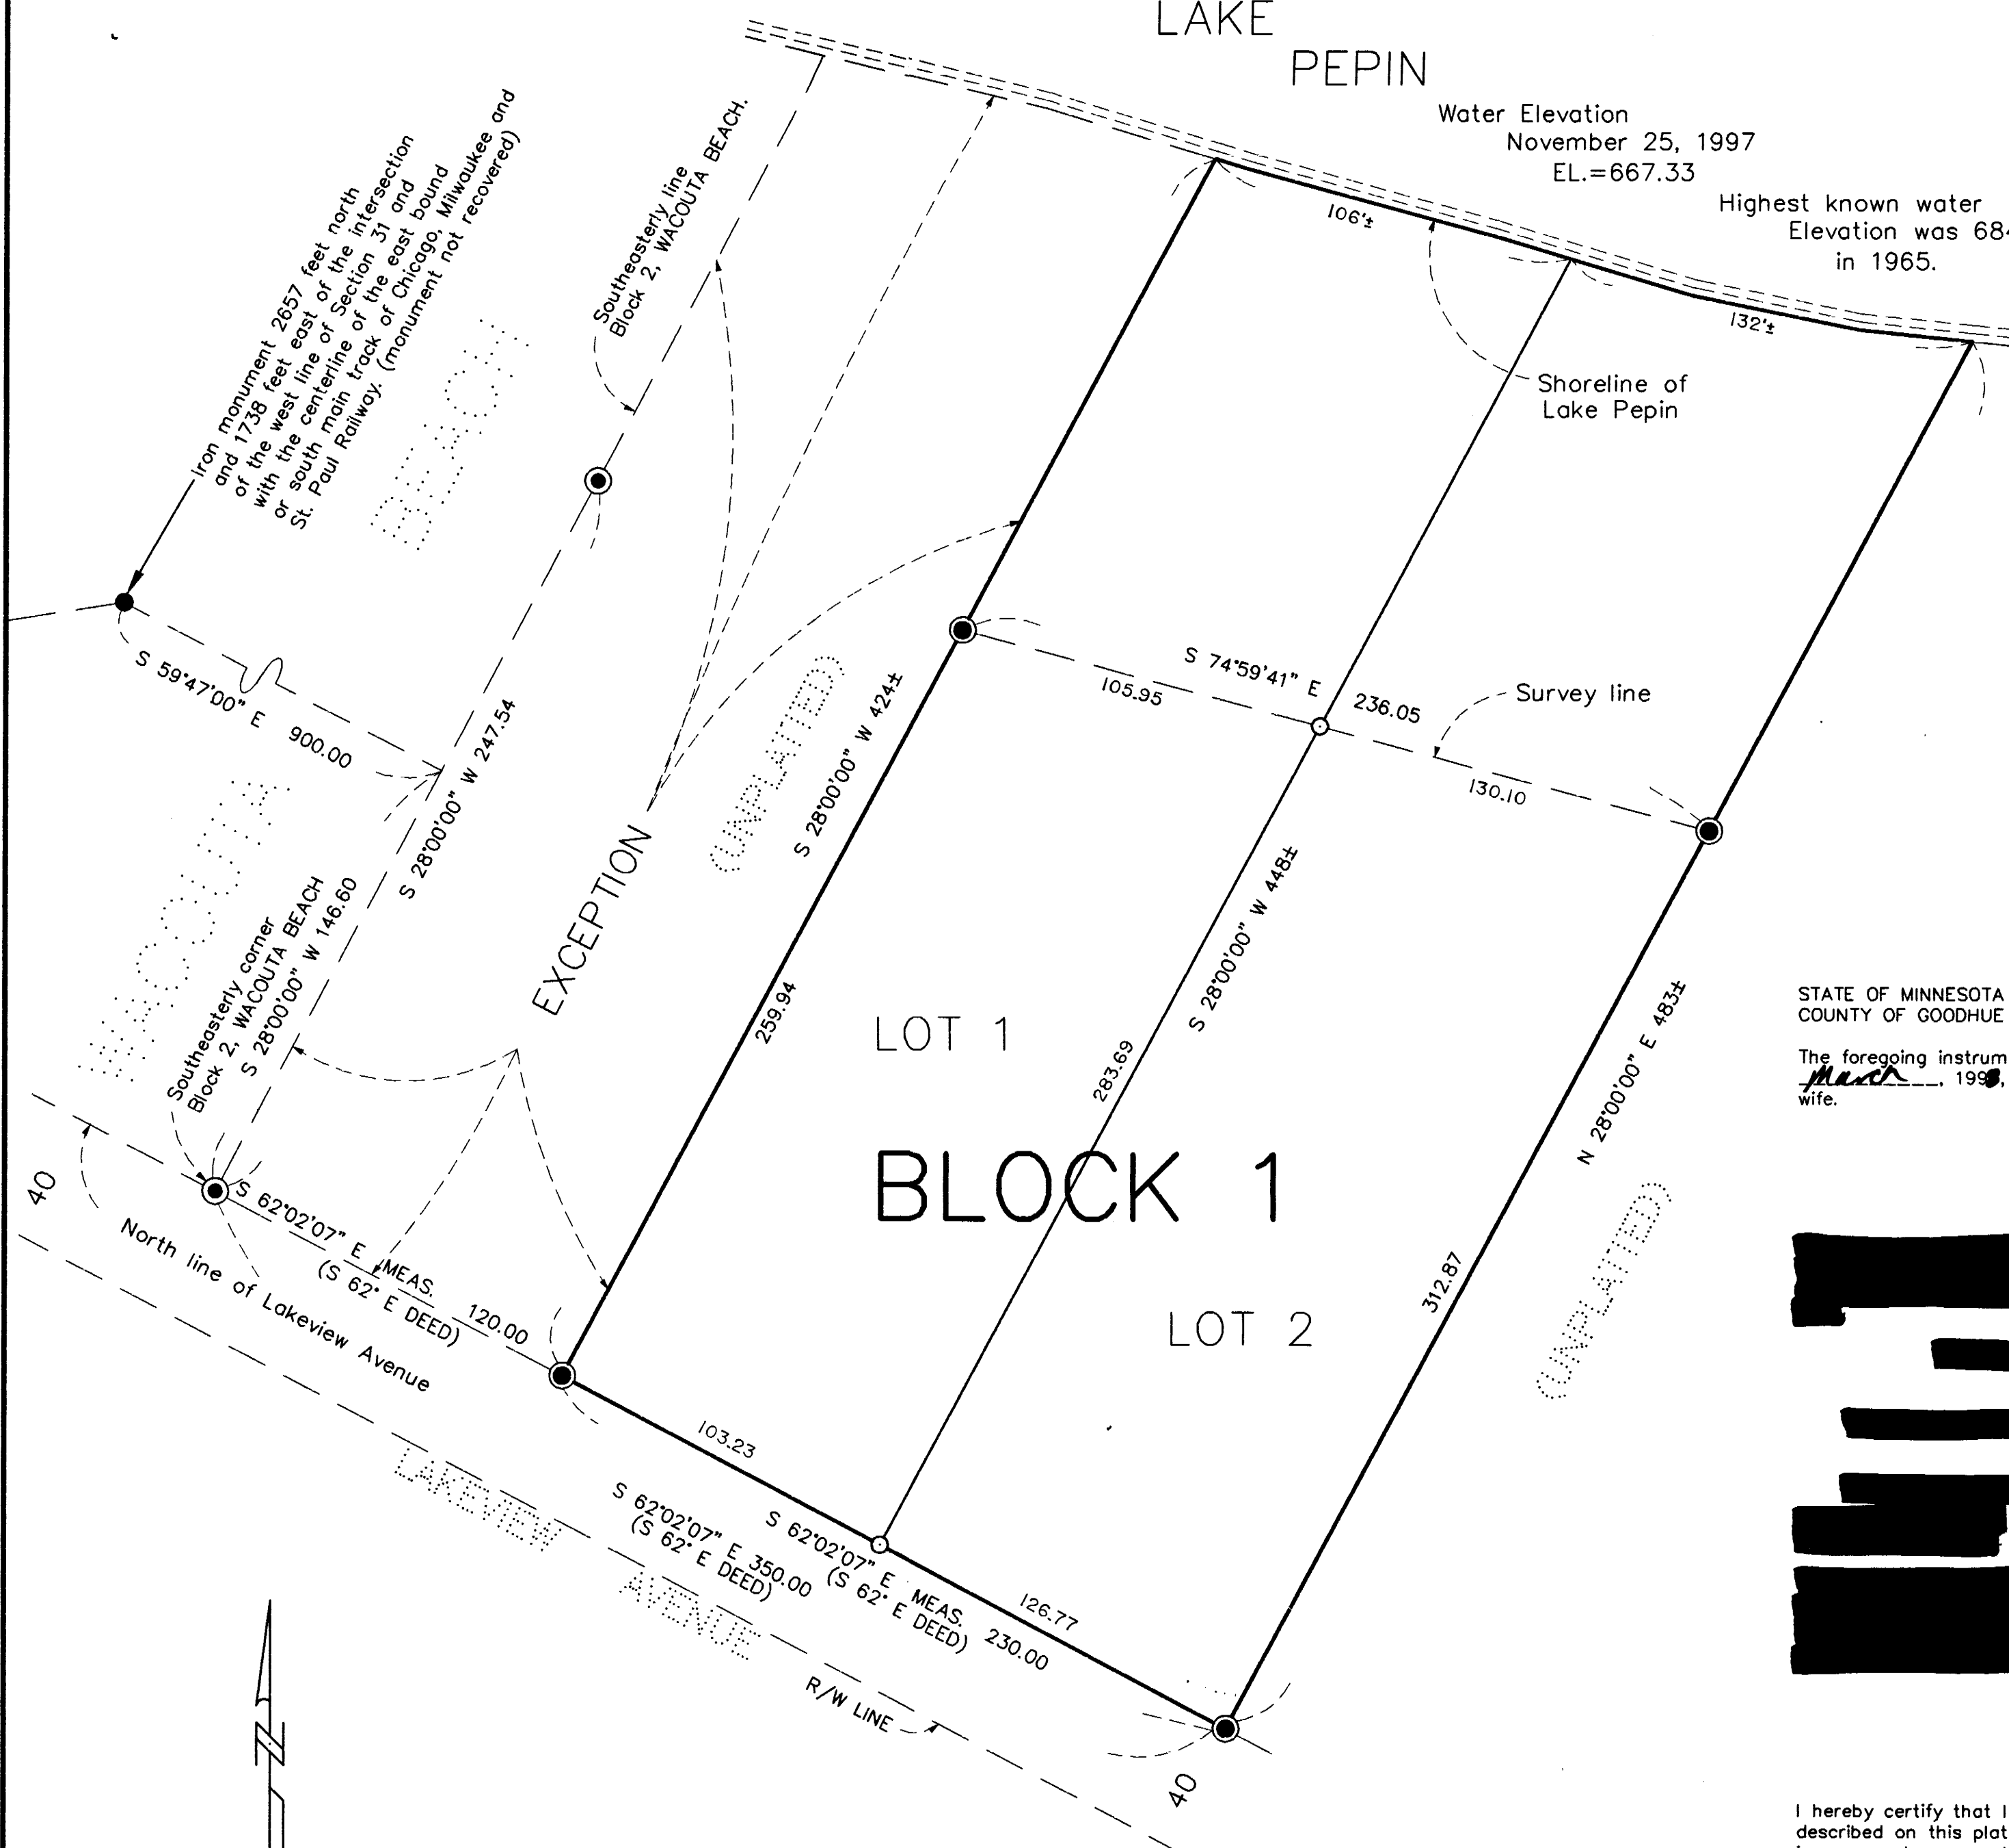 LAKE
PEPIN
Water Elevation
November 25, 1997
EL.=667.33
Highest known water
Elevation was 684
in 1965.
Iron monument 2657 feet north
and 1738 feet east of the intersection
of the west line of Section 31 and
with the centerline of the east bound
or south main track of Chicago, Milwaukee and
St. Paul Railway. (monument not recovered)
BEACH
Southeasterly line
Block 2, WACOUTA BEACH.
106'±
132'±
Shoreline of
Lake Pepin
S 59°47'00" E 900.00
S 28°00'00" W 247.54
(UNPLATTED)
S 28°00'00" W 424±
S 74°59'41" E 236.05
105.95
130.10
Survey line
WACOUTA
Southeasterly corner
Block 2, WACOUTA BEACH
S 28°00'00" W 146.60
EXCEPTION
259.94
LOT 1
283.69
S 28°00'00" W 448±
N 28°00'00" E 483±
BLOCK 1
312.87
LOT 2
(UNPLATTED)
40
S 62°02'07" E MEAS.
(S 62° E DEED)
120.00
North line of Lakeview Avenue
103.23
LAKEVIEW
AVENUE
S 62°02'07" E 350.00
(S 62° E DEED)
S 62°02'07" E MEAS.
(S 62° E DEED)
230.00
126.77
R/W LINE
40
N
STATE OF MINNESOTA
COUNTY OF GOODHUE
The foregoing instrum
March, 1998,
wife.
I hereby certify that I
described on this plat